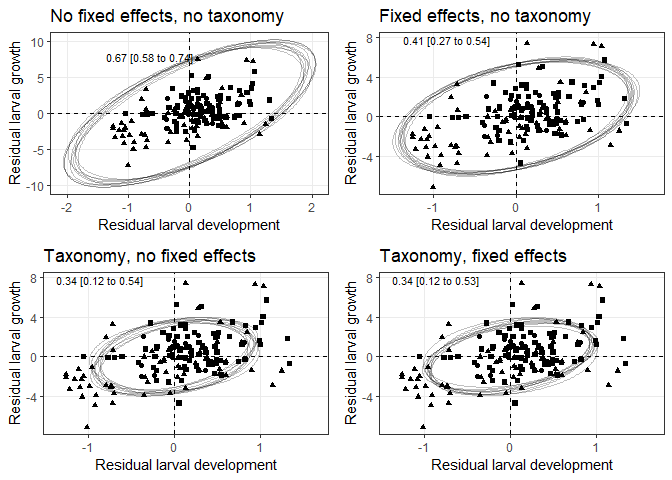 No fixed effects, no taxonomy
0.67 [0.58 to 0.74]
10
5
0
-5
-10
Residual larval growth
-2
-1
0
1
2
Residual larval development
Fixed effects, no taxonomy
0.41 [0.27 to 0.54]
8
4
0
-4
Residual larval growth
-1
0
1
Residual larval development
Taxonomy, no fixed effects
0.34 [0.12 to 0.54]
8
4
0
-4
Residual larval growth
-1
0
1
Residual larval development
Taxonomy, fixed effects
0.34 [0.12 to 0.53]
8
4
0
-4
Residual larval growth
-1
0
1
Residual larval development